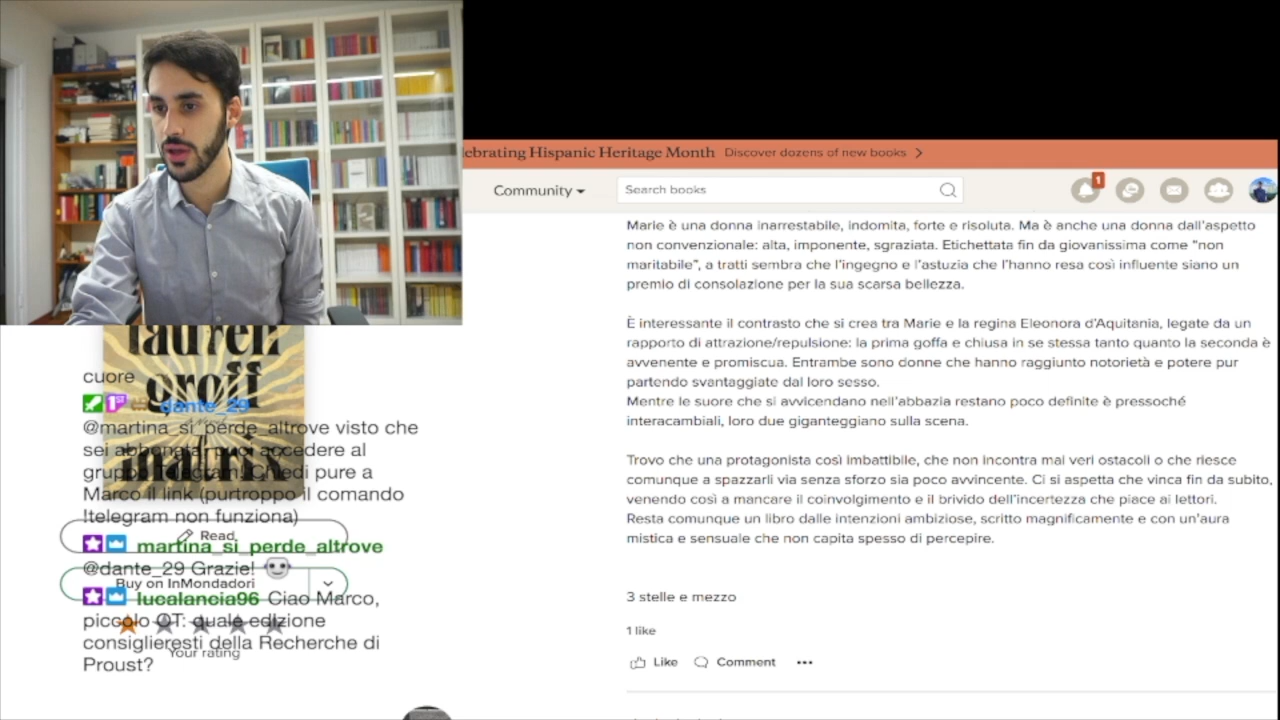 lebrating Hispanic Heritage Month Discover dozens of new books
Community
Search books
1
Marie è una donna inarrestabile, indomita, forte e risoluta. Ma è anche una donna dall'aspetto
non convenzionale: alta, imponente, sgraziata. Etichettata fin da giovanissima come "non
maritabile", a tratti sembra che l'ingegno e l'astuzia che l'hanno resa così influente siano un
premio di consolazione per la sua scarsa bellezza.
È interessante il contrasto che si crea tra Marie e la regina Eleonora d'Aquitania, legate da un
rapporto di attrazione/repulsione: la prima goffa e chiusa in se stessa tanto quanto la seconda è
avvenente e promiscua. Entrambe sono donne che hanno raggiunto notorietà e potere pur
partendo svantaggiate dal loro sesso.
Mentre le suore che si avvicendano nell'abbazia restano poco definite è pressoché
interacambiali, loro due giganteggiano sulla scena.
Trovo che una protagonista così imbattibile, che non incontra mai veri ostacoli o che riesce
comunque a spazzarli via senza sforzo sia poco avvincente. Ci si aspetta che vinca fin da subito,
venendo così a mancare il coinvolgimento e il brivido dell'incertezza che piace ai lettori.
Resta comunque un libro dalle intenzioni ambiziose, scritto magnificamente e con un'aura
mistica e sensuale che non capita spesso di percepire.
3 stelle e mezzo
1 like
Like Comment
lauren
groff
matrix
cuore
1ST dante_29
@martina_si_perde_altrove visto che
sei abbonata, puoi accedere al
gruppo Telegram! Chiedi pure a
Marco il link (purtroppo il comando
!telegram non funziona)
Read
martina_si_perde_altrove
@dante_29 Grazie!
Buy on InMondadori
lucalancia96 Ciao Marco,
piccolo OT: quale edizione
consiglieresti della Recherche di
Proust?
Your rating